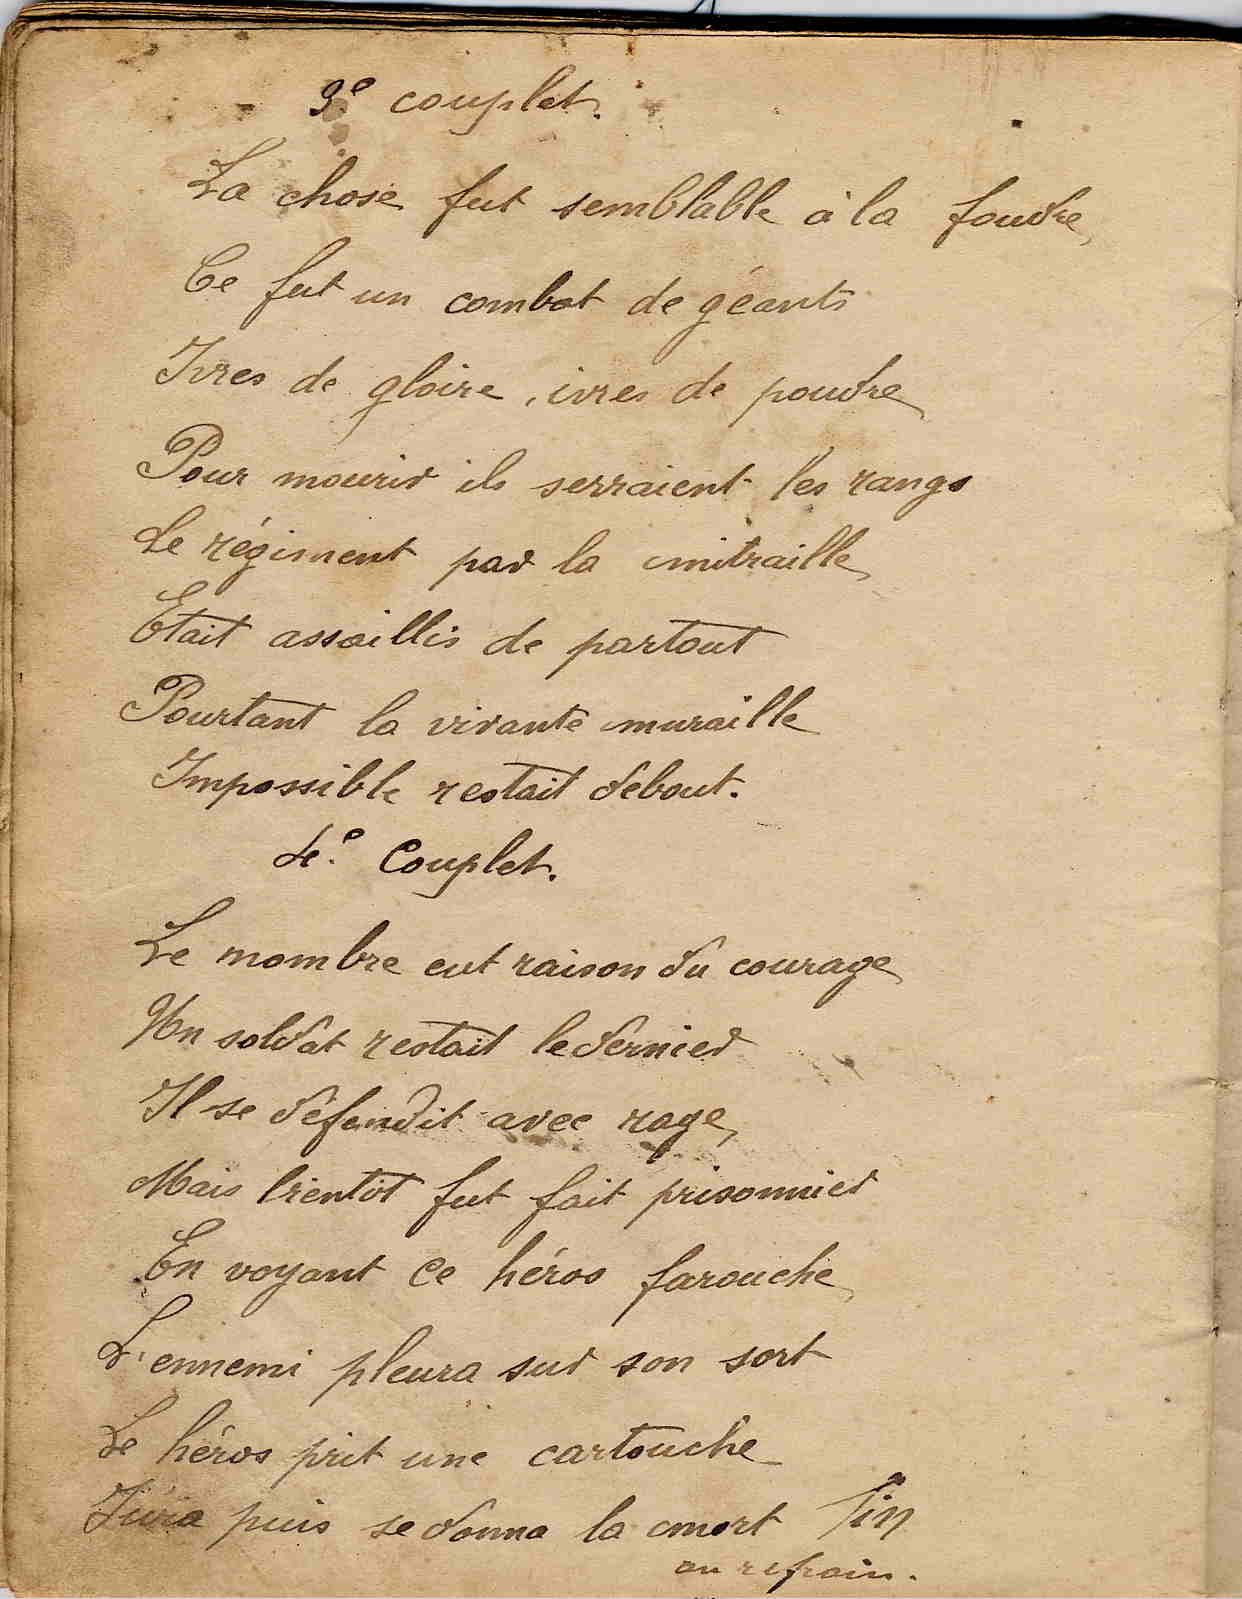 3e couplet.
La chose fut semblable à la foudre,
Ce fut un combat de géants
Ivres de gloire, ivres de poudre
Pour mourir ils serraient les rangs
Le régiment par la mitraille
Etait assaillis de partout
Pourtant la vivante muraille
Impossible restait debout.
4e. Couplet.
Le nombre eut raison du courage
Un soldat restait le dernier
Il se défendit avec rage,
Mais bientôt fut fait prisonnier
En voyant ce héros farouche
L'ennemi pleura sur son sort
Le héros prit une cartouche
Jura puis se donna la mort Fin
au refrain.